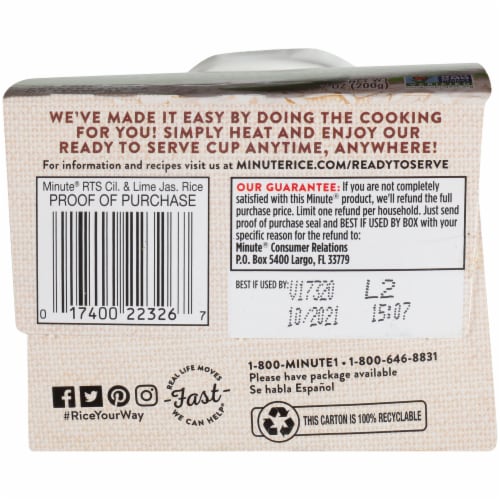 (200g)
WE'VE MADE IT EASY BY DOING THE COOKING
FOR YOU! SIMPLY HEAT AND ENJOY OUR
READY TO SERVE CUP ANYTIME, ANYWHERE!
For information and recipes visit us at MINUTERICE.COM/READYTOSERVE
Minute® RTS Cil. & Lime Jas. Rice
PROOF OF PURCHASE
0 17400 22326 7
OUR GUARANTEE: If you are not completely
satisfied with this Minute® product, we'll refund the full
purchase price. Limit one refund per household. Just send
proof of purchase seal and BEST IF USED BY BOX with your
specific reason for the refund to:
Minute® Consumer Relations
P.O. Box 5400 Largo, FL 33779
BEST IF USED BY: V17320 L2
10/2021 15:07
#RiceYourWay
REAL LIFE MOVES
-Fast-
WE CAN HELP®
1-800-MINUTE1 • 1-800-646-8831
Please have package available
Se habla Español
THIS CARTON IS 100% RECYCLABLE